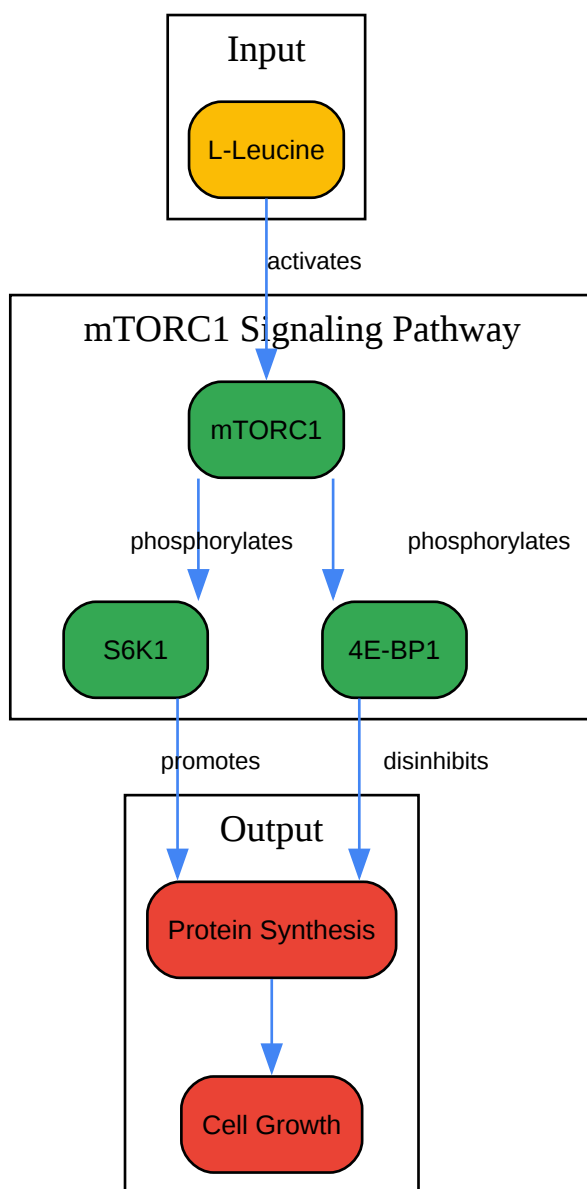 Input
L-Leucine
activates
mTORC1 Signaling Pathway
mTORC1
phosphorylates
phosphorylates
S6K1
4E-BP1
promotes
disinhibits
Output
Protein Synthesis
Cell Growth